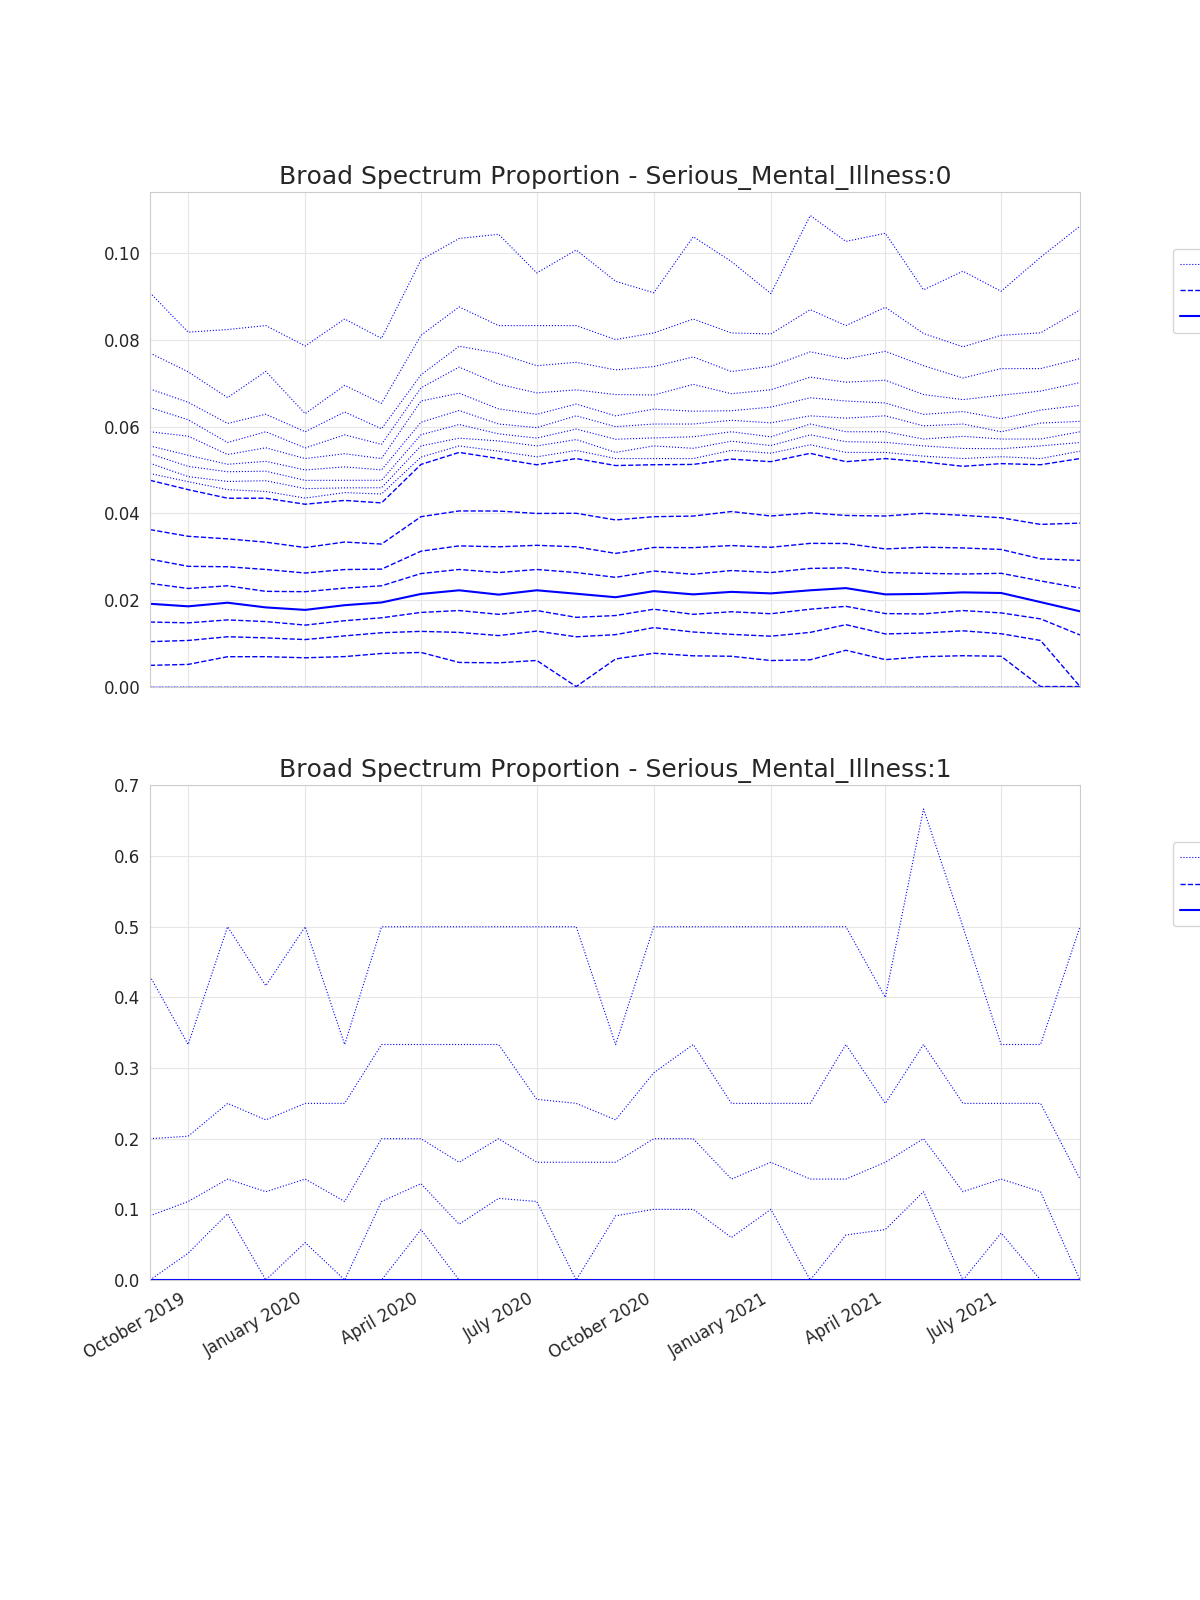 Broad Spectrum Proportion - Serious_Mental_Illness:0
0.10
0.08
0.06
0.04
0.02
0.00
Broad Spectrum Proportion - Serious_Mental_Illness:1
0.7
0.6
0.5
0.4
0.3
0.2
0.1
0.0
October 2019
January 2020
April 2020
July 2020
October 2020
January 2021
April 2021
July 2021